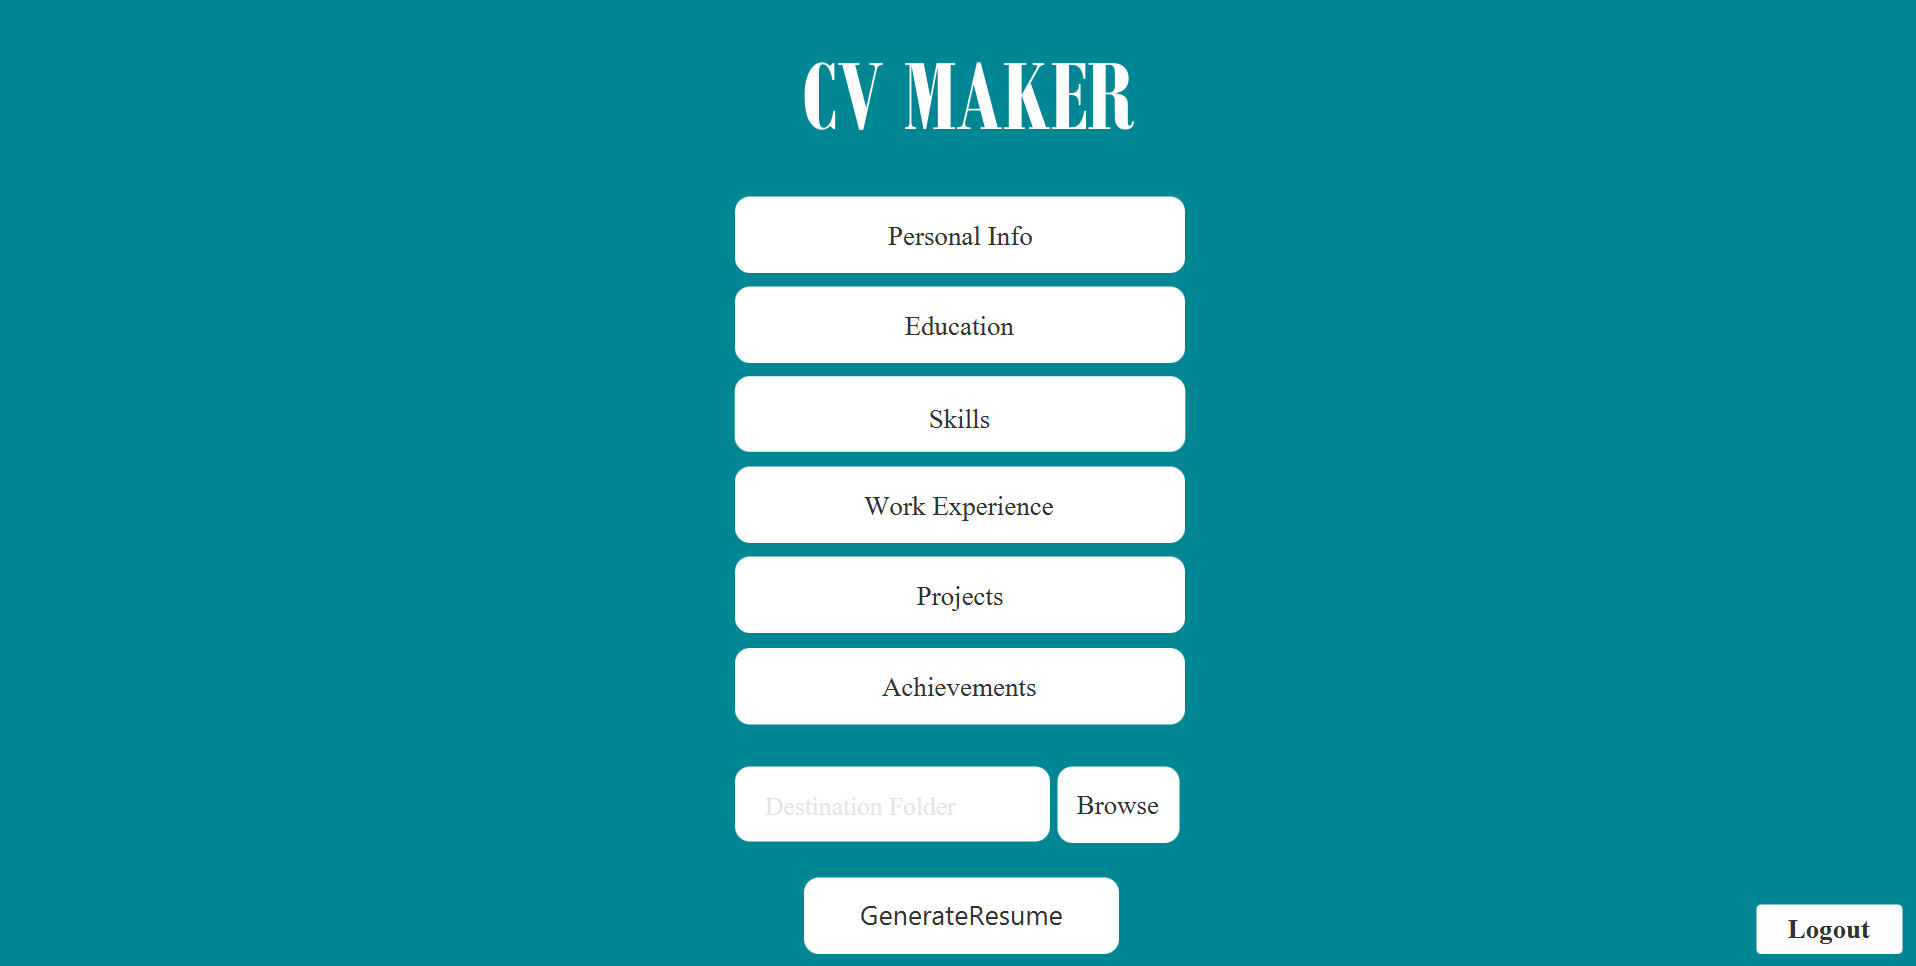 CV MAKER
Personal Info
Education
Skills
Work Experience
Projects
Achievements
Destination Folder
Browse
GenerateResume
Logout